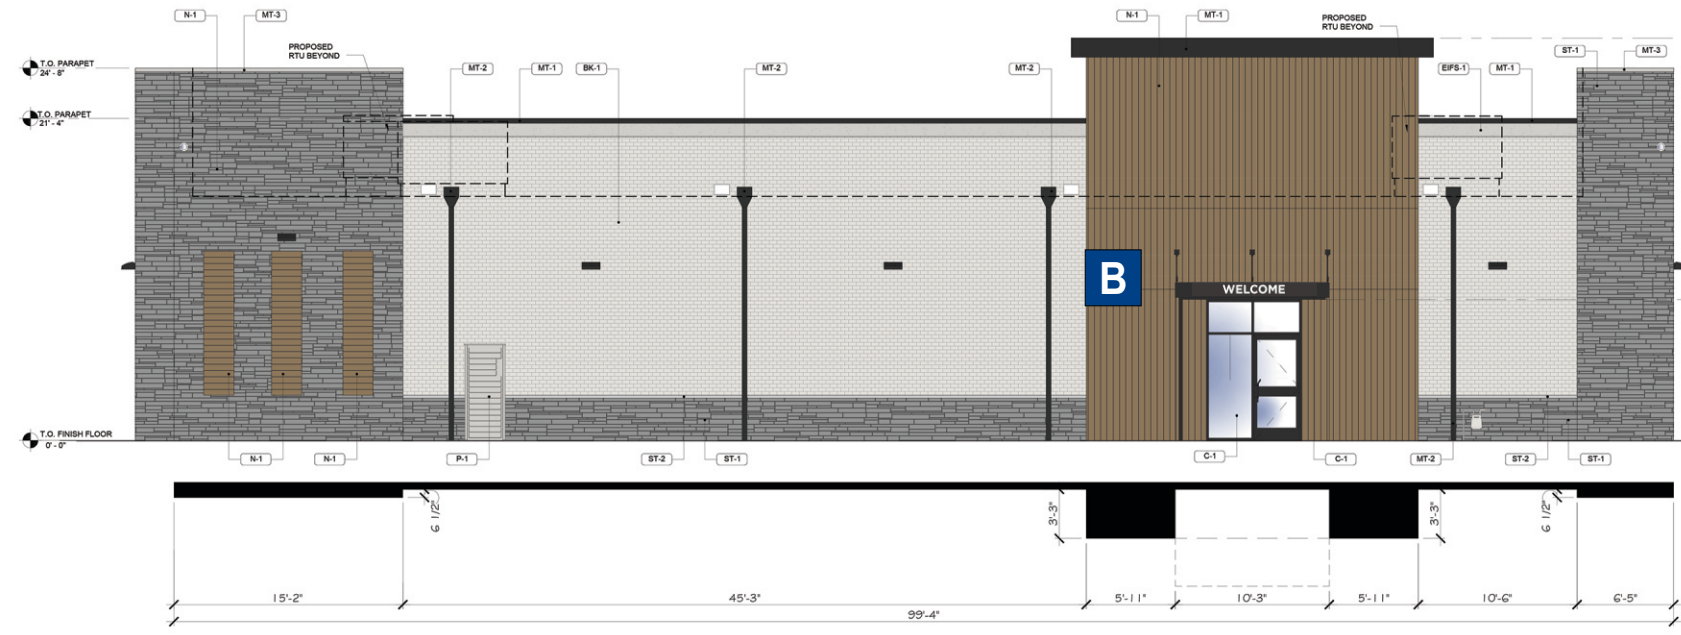 N-1
MT-3
N-1
MT-1
PROPOSED
RTU BEYOND
PROPOSED
RTU BEYOND
ST-1
MT-3
T.O. PARAPET
24' - 8"
MT-2
MT-1
BK-1
MT-2
MT-2
EIFS-1
MT-1
T.O. PARAPET
21' - 4"
B
WELCOME
T.O. FINISH FLOOR
0' - 0"
N-1
N-1
P-1
ST-2
ST-1
C-1
C-1
MT-2
ST-2
ST-1
6 1/2"
3'-3"
3'-3"
6 1/2"
15'-2"
45'-3"
5'-11"
10'-3"
5'-11"
10'-6"
6'-5"
99'-4"